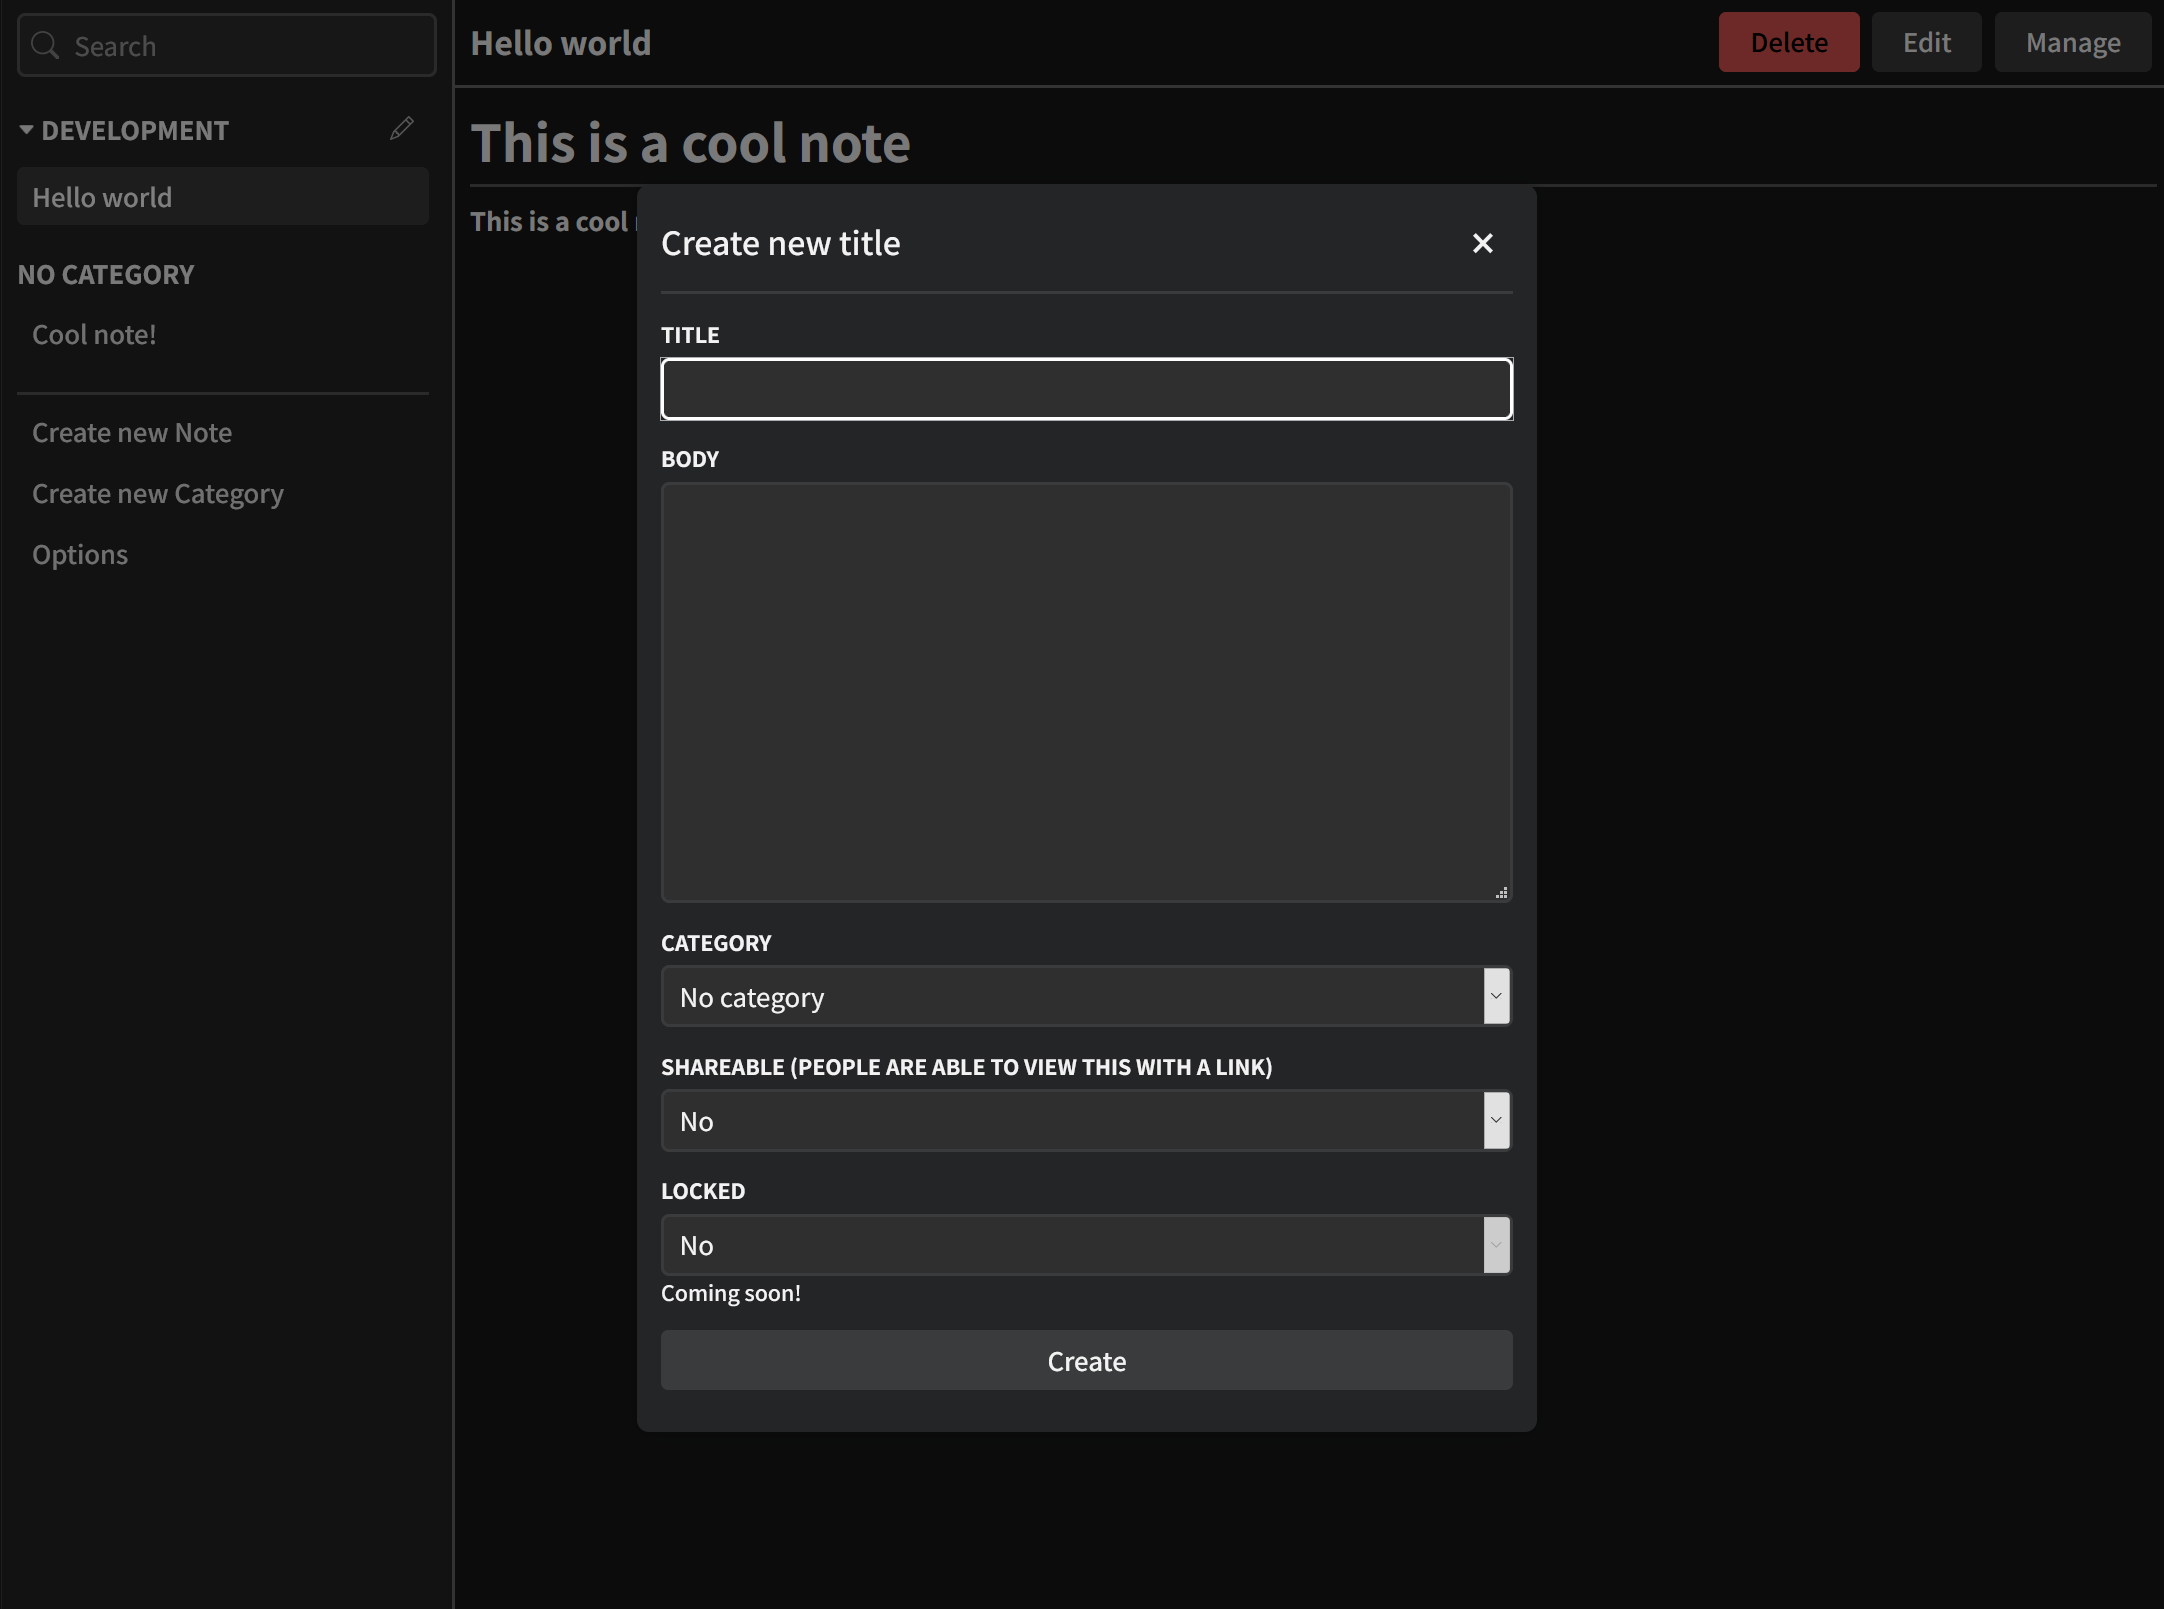 Search
DEVELOPMENT
Hello world
NO CATEGORY
Cool note!
Create new Note
Create new Category
Options
Hello world
Delete
Edit
Manage
This is a cool note
This is a cool
Create new title
TITLE
BODY
CATEGORY
No category
SHAREABLE (PEOPLE ARE ABLE TO VIEW THIS WITH A LINK)
No
LOCKED
No
Coming soon!
Create